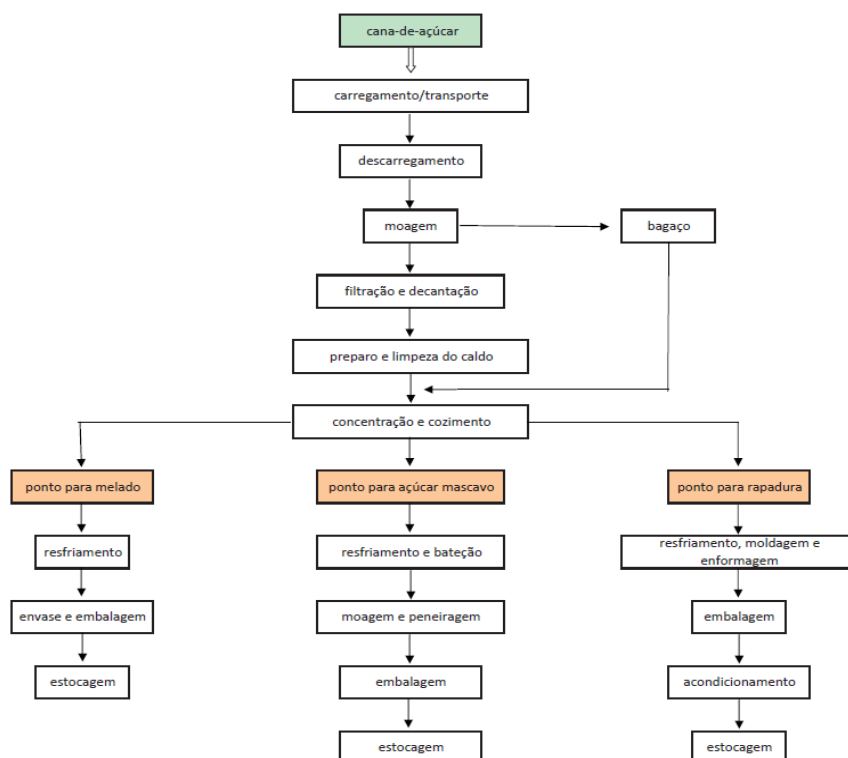 cana-de-açúcar
carregamento/transporte
descarregamento
moagem
bagaço
filtração e decantação
preparo e limpeza do caldo
concentração e cozimento
ponto para melado
ponto para açúcar mascavo
ponto para rapadura
resfriamento
resfriamento e bateção
resfriamento, moldagem e
enformagem
envase e embalagem
moagem e peneiragem
embalagem
estocagem
embalagem
acondicionamento
estocagem
estocagem